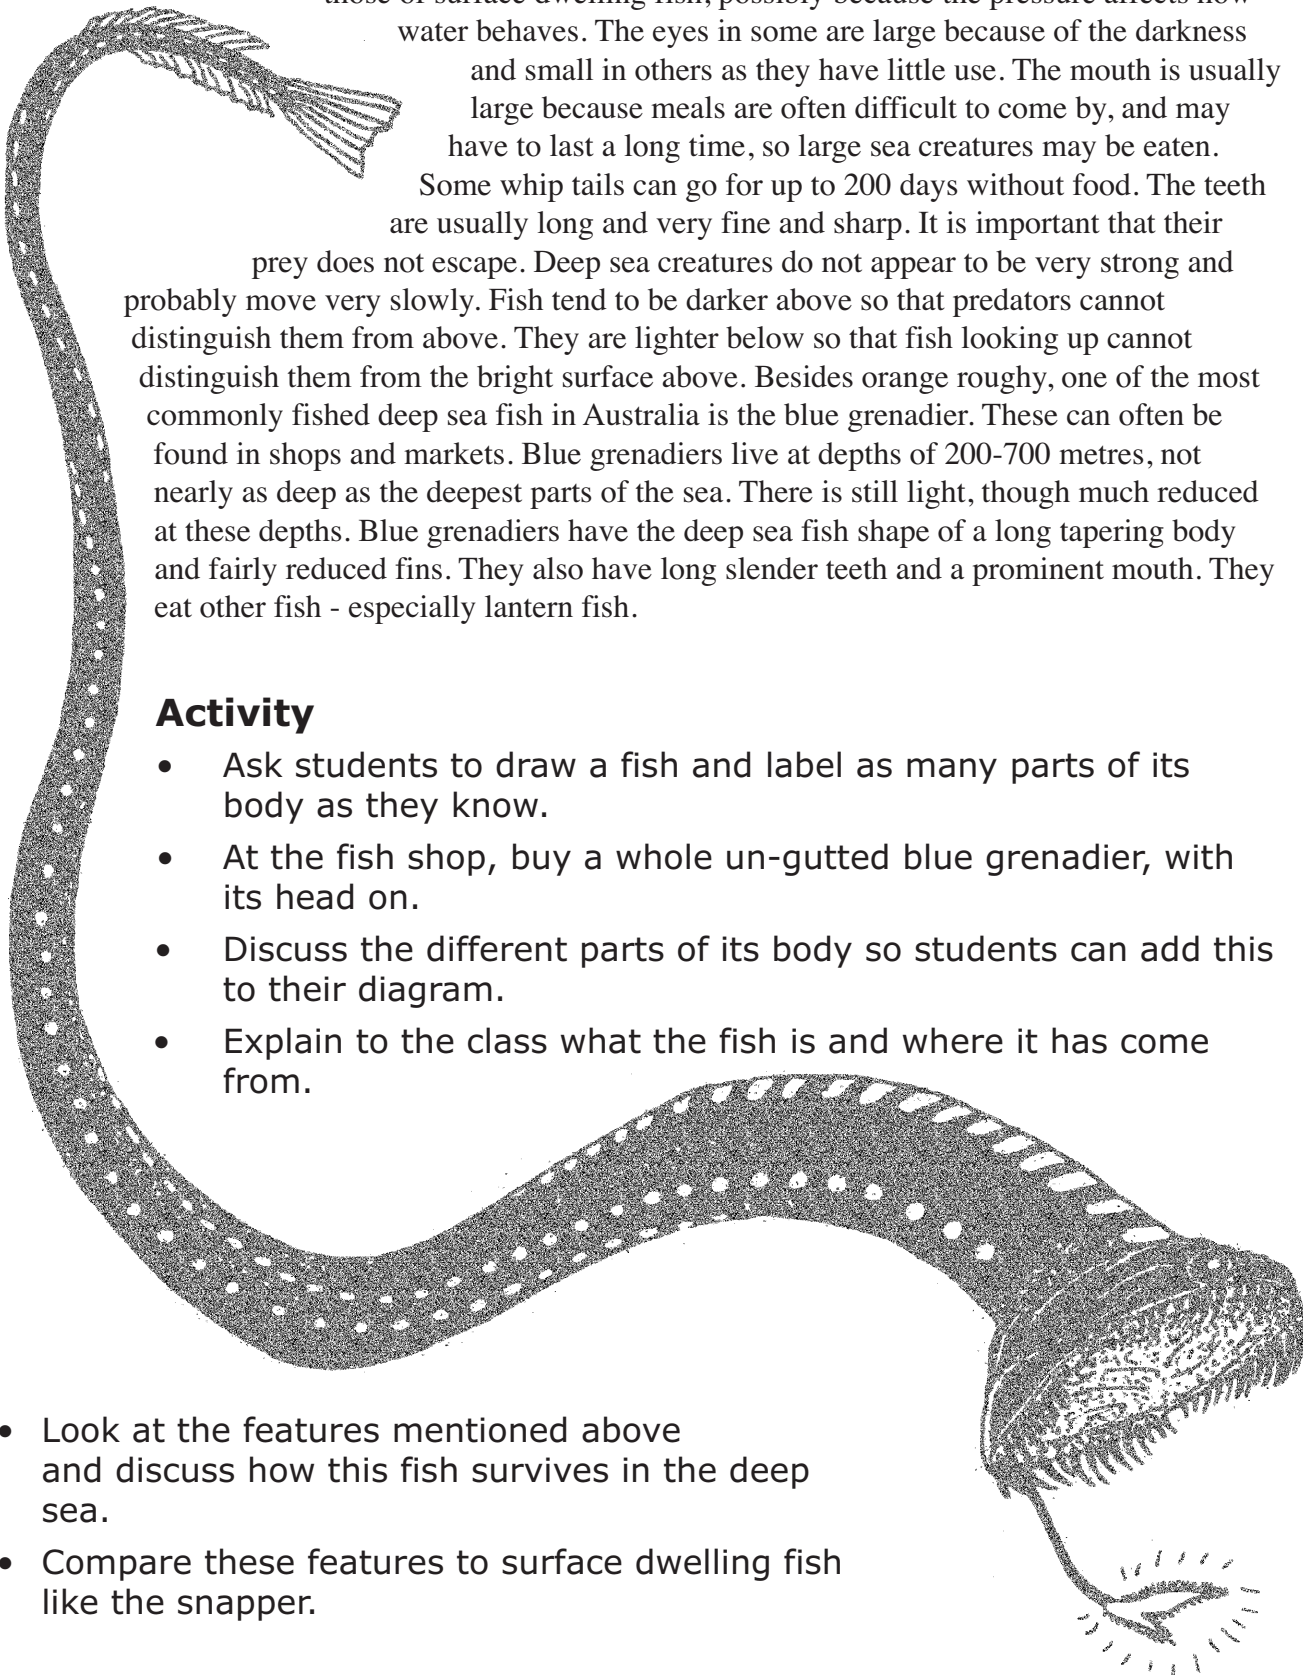 those of surface dwelling fish, possibly because the pressure affects how
water behaves. The eyes in some are large because of the darkness
and small in others as they have little use. The mouth is usually
large because meals are often difficult to come by, and may
have to last a long time, so large sea creatures may be eaten.
Some whip tails can go for up to 200 days without food. The teeth
are usually long and very fine and sharp. It is important that their
prey does not escape. Deep sea creatures do not appear to be very strong and
probably move very slowly. Fish tend to be darker above so that predators cannot
distinguish them from above. They are lighter below so that fish looking up cannot
distinguish them from the bright surface above. Besides orange roughy, one of the most
commonly fished deep sea fish in Australia is the blue grenadier. These can often be
found in shops and markets. Blue grenadiers live at depths of 200-700 metres, not
nearly as deep as the deepest parts of the sea. There is still light, though much reduced
at these depths. Blue grenadiers have the deep sea fish shape of a long tapering body
and fairly reduced fins. They also have long slender teeth and a prominent mouth. They
eat other fish - especially lantern fish.
Activity
• Ask students to draw a fish and label as many parts of its
body as they know.
• At the fish shop, buy a whole un-gutted blue grenadier, with
its head on.
• Discuss the different parts of its body so students can add this
to their diagram.
• Explain to the class what the fish is and where it has come
from.
• Look at the features mentioned above
and discuss how this fish survives in the deep
sea.
• Compare these features to surface dwelling fish
like the snapper.